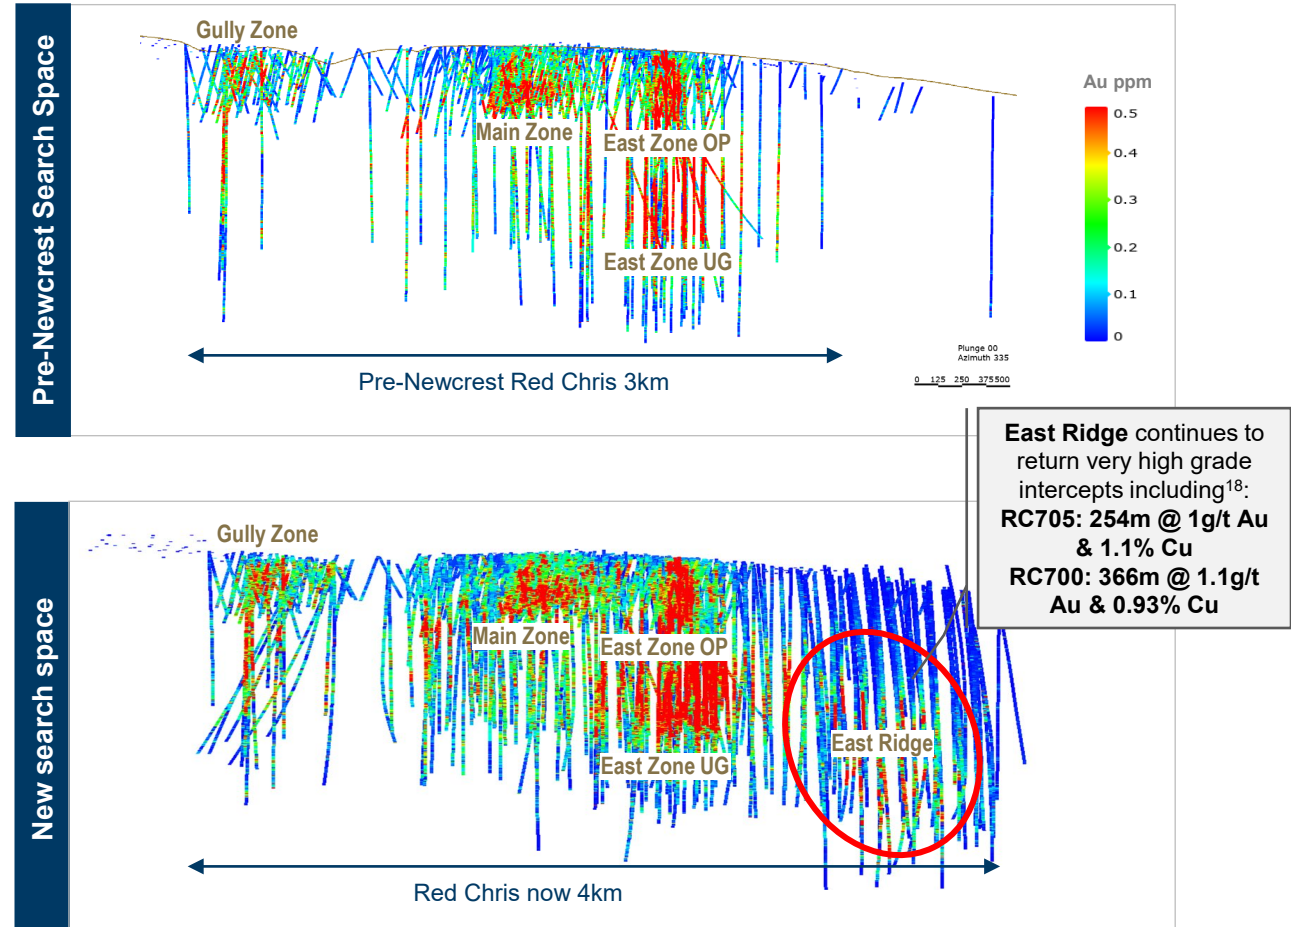 Pre-Newcrest Search Space
Gully Zone
Main Zone
East Zone OP
East Zone UG
Au ppm
0.5
0.4
0.3
0.2
0.1
0
Plunge 00
Azimuth 335
0 125 250 375500
Pre-Newcrest Red Chris 3km
East Ridge continues to
return very high grade
intercepts including18:
RC705: 254m @ 1g/t Au
& 1.1% Cu
RC700: 366m @ 1.1g/t
Au & 0.93% Cu
New search space
Gully Zone
Main Zone
East Zone OP
East Ridge
East Zone UG
Red Chris now 4km